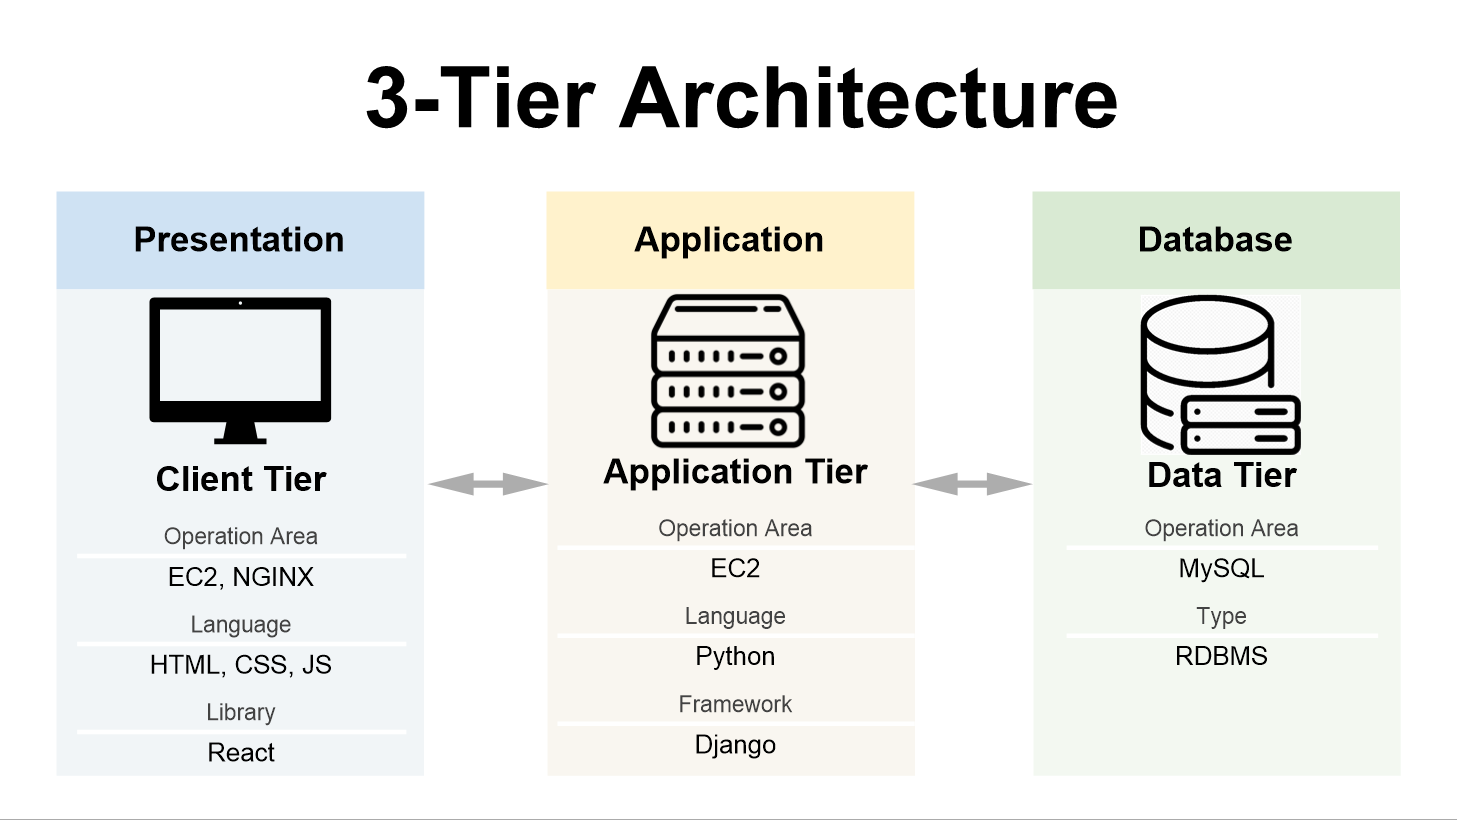 3-Tier Architecture
Presentation
Client Tier
Operation Area
EC2, NGINX
Language
HTML, CSS, JS
Library
React
Application
Application Tier
Operation Area
EC2
Language
Python
Framework
Django
Database
Data Tier
Operation Area
MySQL
Type
RDBMS